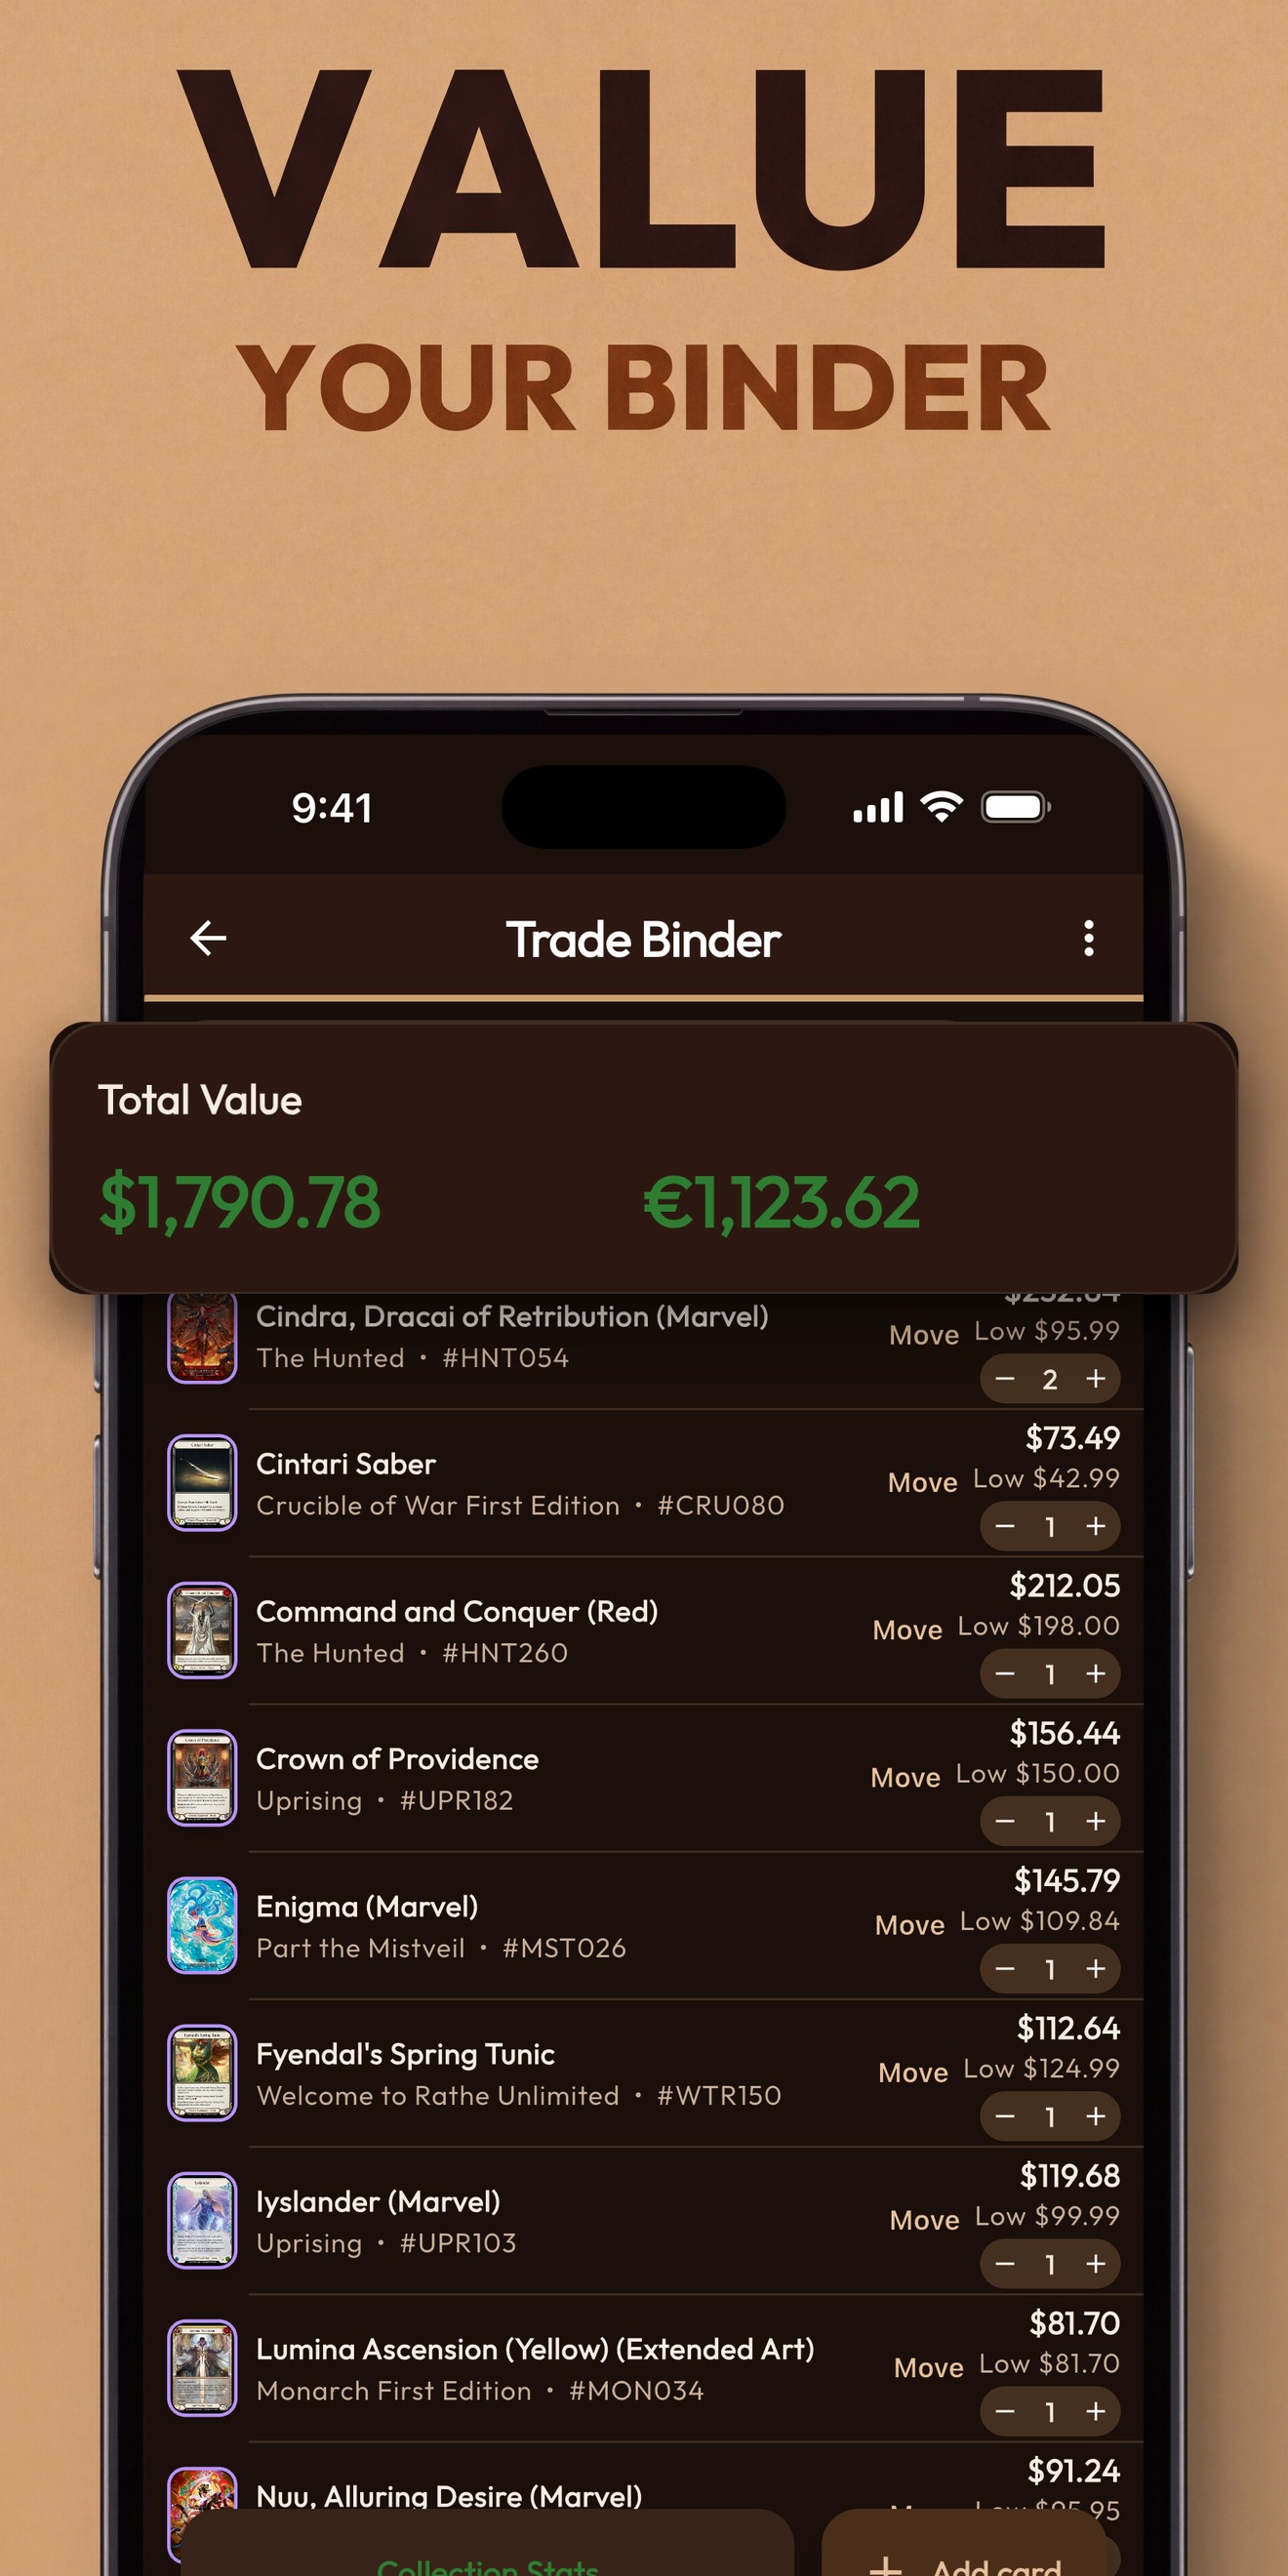 VALUE
YOUR BINDER
9:41
Trade Binder
Total Value
$1,790.78 €1,123.62
Cindra, Dracai of Retribution (Marvel)
Move Low $95.99
The Hunted • #HNT054
− 2 +
$73.49
Cintari Saber
Move Low $42.99
Crucible of War First Edition • #CRU080
− 1 +
$212.05
Command and Conquer (Red)
Move Low $198.00
The Hunted • #HNT260
− 1 +
$156.44
Crown of Providence
Move Low $150.00
Uprising • #UPR182
− 1 +
$145.79
Enigma (Marvel)
Move Low $109.84
Part the Mistveil • #MST026
− 1 +
$112.64
Fyendal's Spring Tunic
Move Low $124.99
Welcome to Rathe Unlimited • #WTR150
− 1 +
$119.68
Iyslander (Marvel)
Move Low $99.99
Uprising • #UPR103
− 1 +
$81.70
Lumina Ascension (Yellow) (Extended Art)
Move Low $81.70
Monarch First Edition • #MON034
− 1 +
$91.24
Nuu, Alluring Desire (Marvel)
Collection Stats
+ Add card